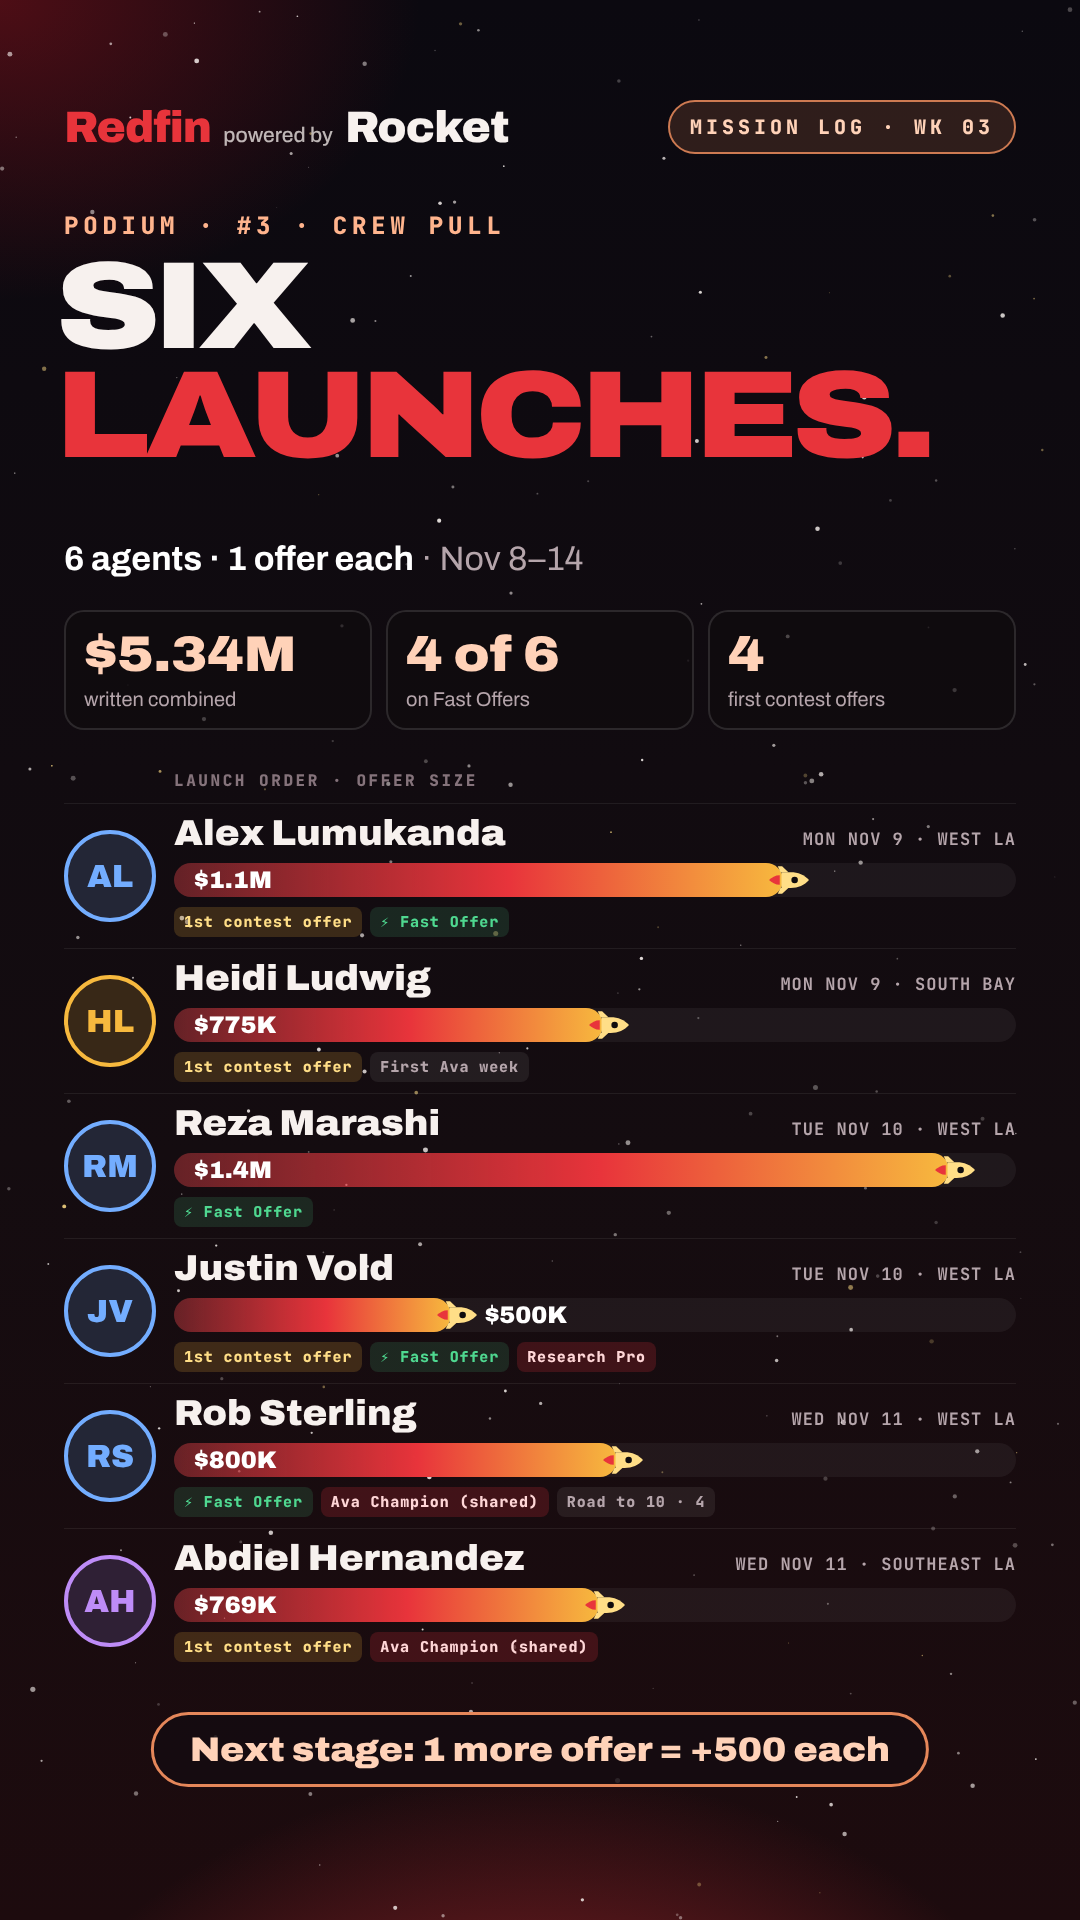 Redfin powered by Rocket
MISSION LOG · WK 03
PODIUM · #3 · CREW PULL
SIX
LAUNCHES.
6 agents · 1 offer each · Nov 8–14
$5.34M
written combined
4 of 6
on Fast Offers
4
first contest offers
LAUNCH ORDER · OFFER SIZE
AL
Alex Lumukanda
MON NOV 9 · WEST LA
$1.1M
1st contest offer
⚡ Fast Offer
HL
Heidi Ludwig
MON NOV 9 · SOUTH BAY
$775K
1st contest offer
First Ava week
RM
Reza Marashi
TUE NOV 10 · WEST LA
$1.4M
⚡ Fast Offer
JV
Justin Vold
TUE NOV 10 · WEST LA
$500K
1st contest offer
⚡ Fast Offer
Research Pro
RS
Rob Sterling
WED NOV 11 · WEST LA
$800K
⚡ Fast Offer
Ava Champion (shared)
Road to 10 · 4
AH
Abdiel Hernandez
WED NOV 11 · SOUTHEAST LA
$769K
1st contest offer
Ava Champion (shared)
Next stage: 1 more offer = +500 each